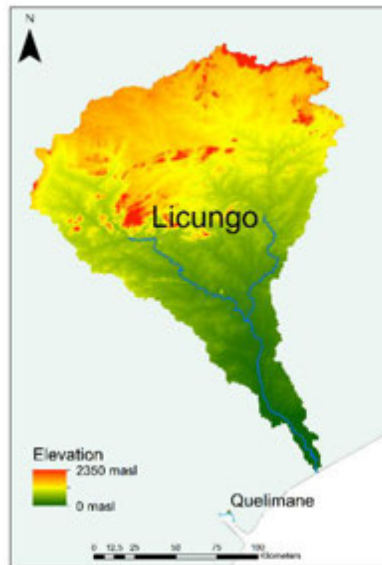 N
Licungo
Elevation
2350 masl
0 masl
Quelimane
0 12.5 25 50 75 100
Kilometers